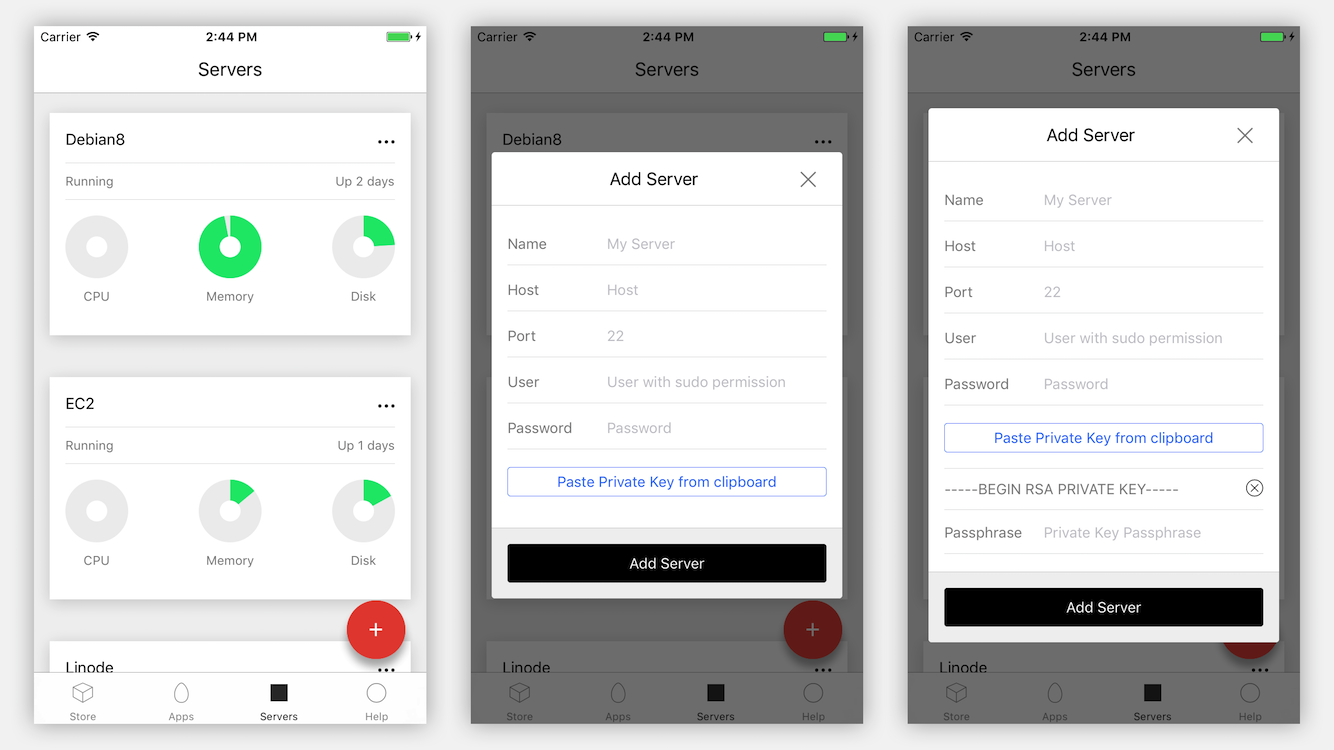 Carrier 2:44 PM
Servers
Debian8 ...
Running Up 2 days
CPU Memory Disk
EC2 ...
Running Up 1 days
CPU Memory Disk
+
Linode ...
Store Apps Servers Help
Carrier 2:44 PM
Servers
Debian8 ...
Add Server
Name My Server
Host Host
Port 22
User User with sudo permission
Password Password
Paste Private Key from clipboard
Add Server
+
Linode ...
Store Apps Servers Help
Carrier 2:44 PM
Servers
Add Server
Name My Server
Host Host
Port 22
User User with sudo permission
Password Password
Paste Private Key from clipboard
-----BEGIN RSA PRIVATE KEY-----
Passphrase Private Key Passphrase
Add Server
Linode ...
Store Apps Servers Help